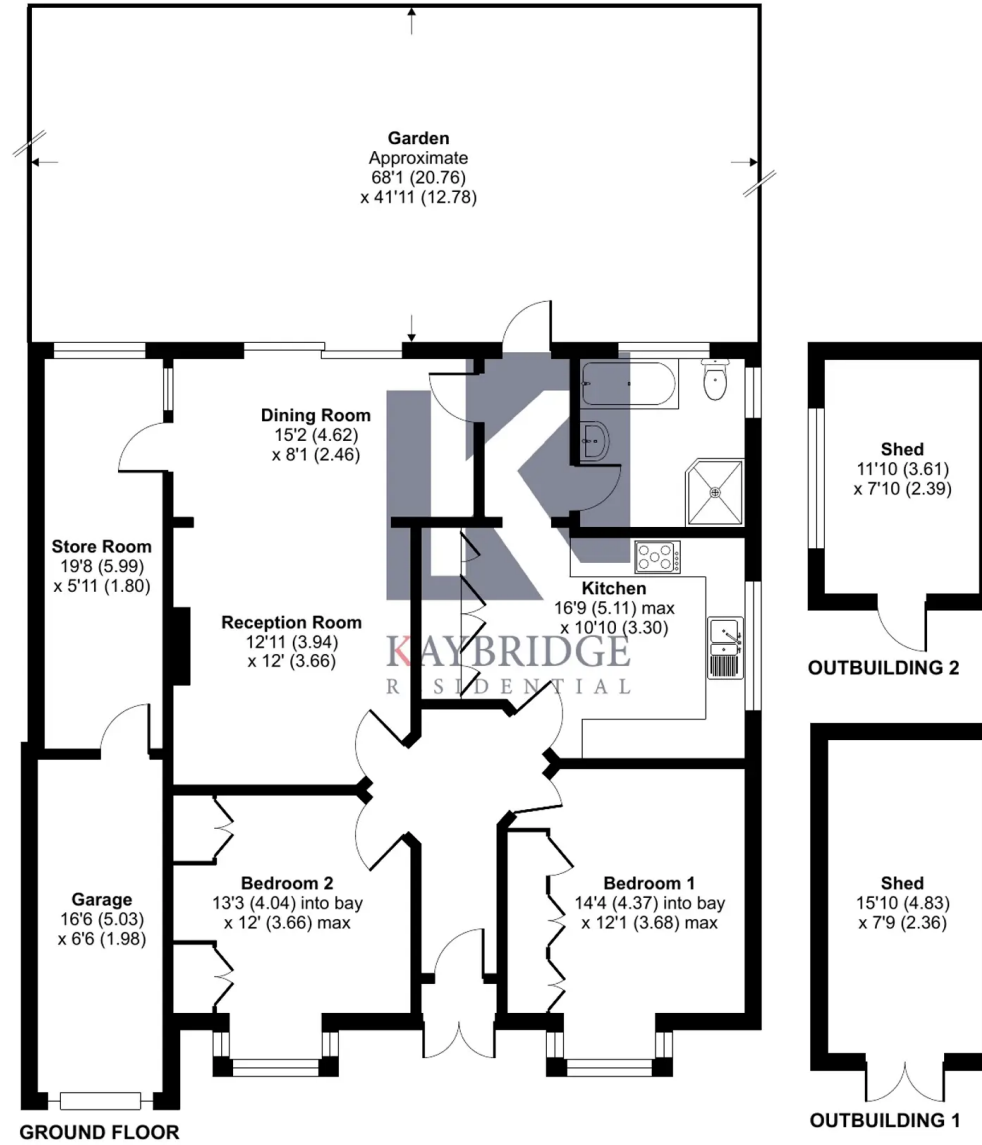 Garden
Approximate
68'1 (20.76)
x 41'11 (12.78)
Dining Room
15'2 (4.62)
x 8'1 (2.46)
Shed
11'10 (3.61)
x 7'10 (2.39)
Store Room
19'8 (5.99)
x 5'11 (1.80)
Kitchen
16'9 (5.11) max
x 10'10 (3.30)
Reception Room
12'11 (3.94)
x 12' (3.66)
KAYBRIDGE
RESIDENTIAL
OUTBUILDING 2
Garage
16'6 (5.03)
x 6'6 (1.98)
Bedroom 2
13'3 (4.04) into bay
x 12' (3.66) max
Bedroom 1
14'4 (4.37) into bay
x 12'1 (3.68) max
Shed
15'10 (4.83)
x 7'9 (2.36)
OUTBUILDING 1
GROUND FLOOR